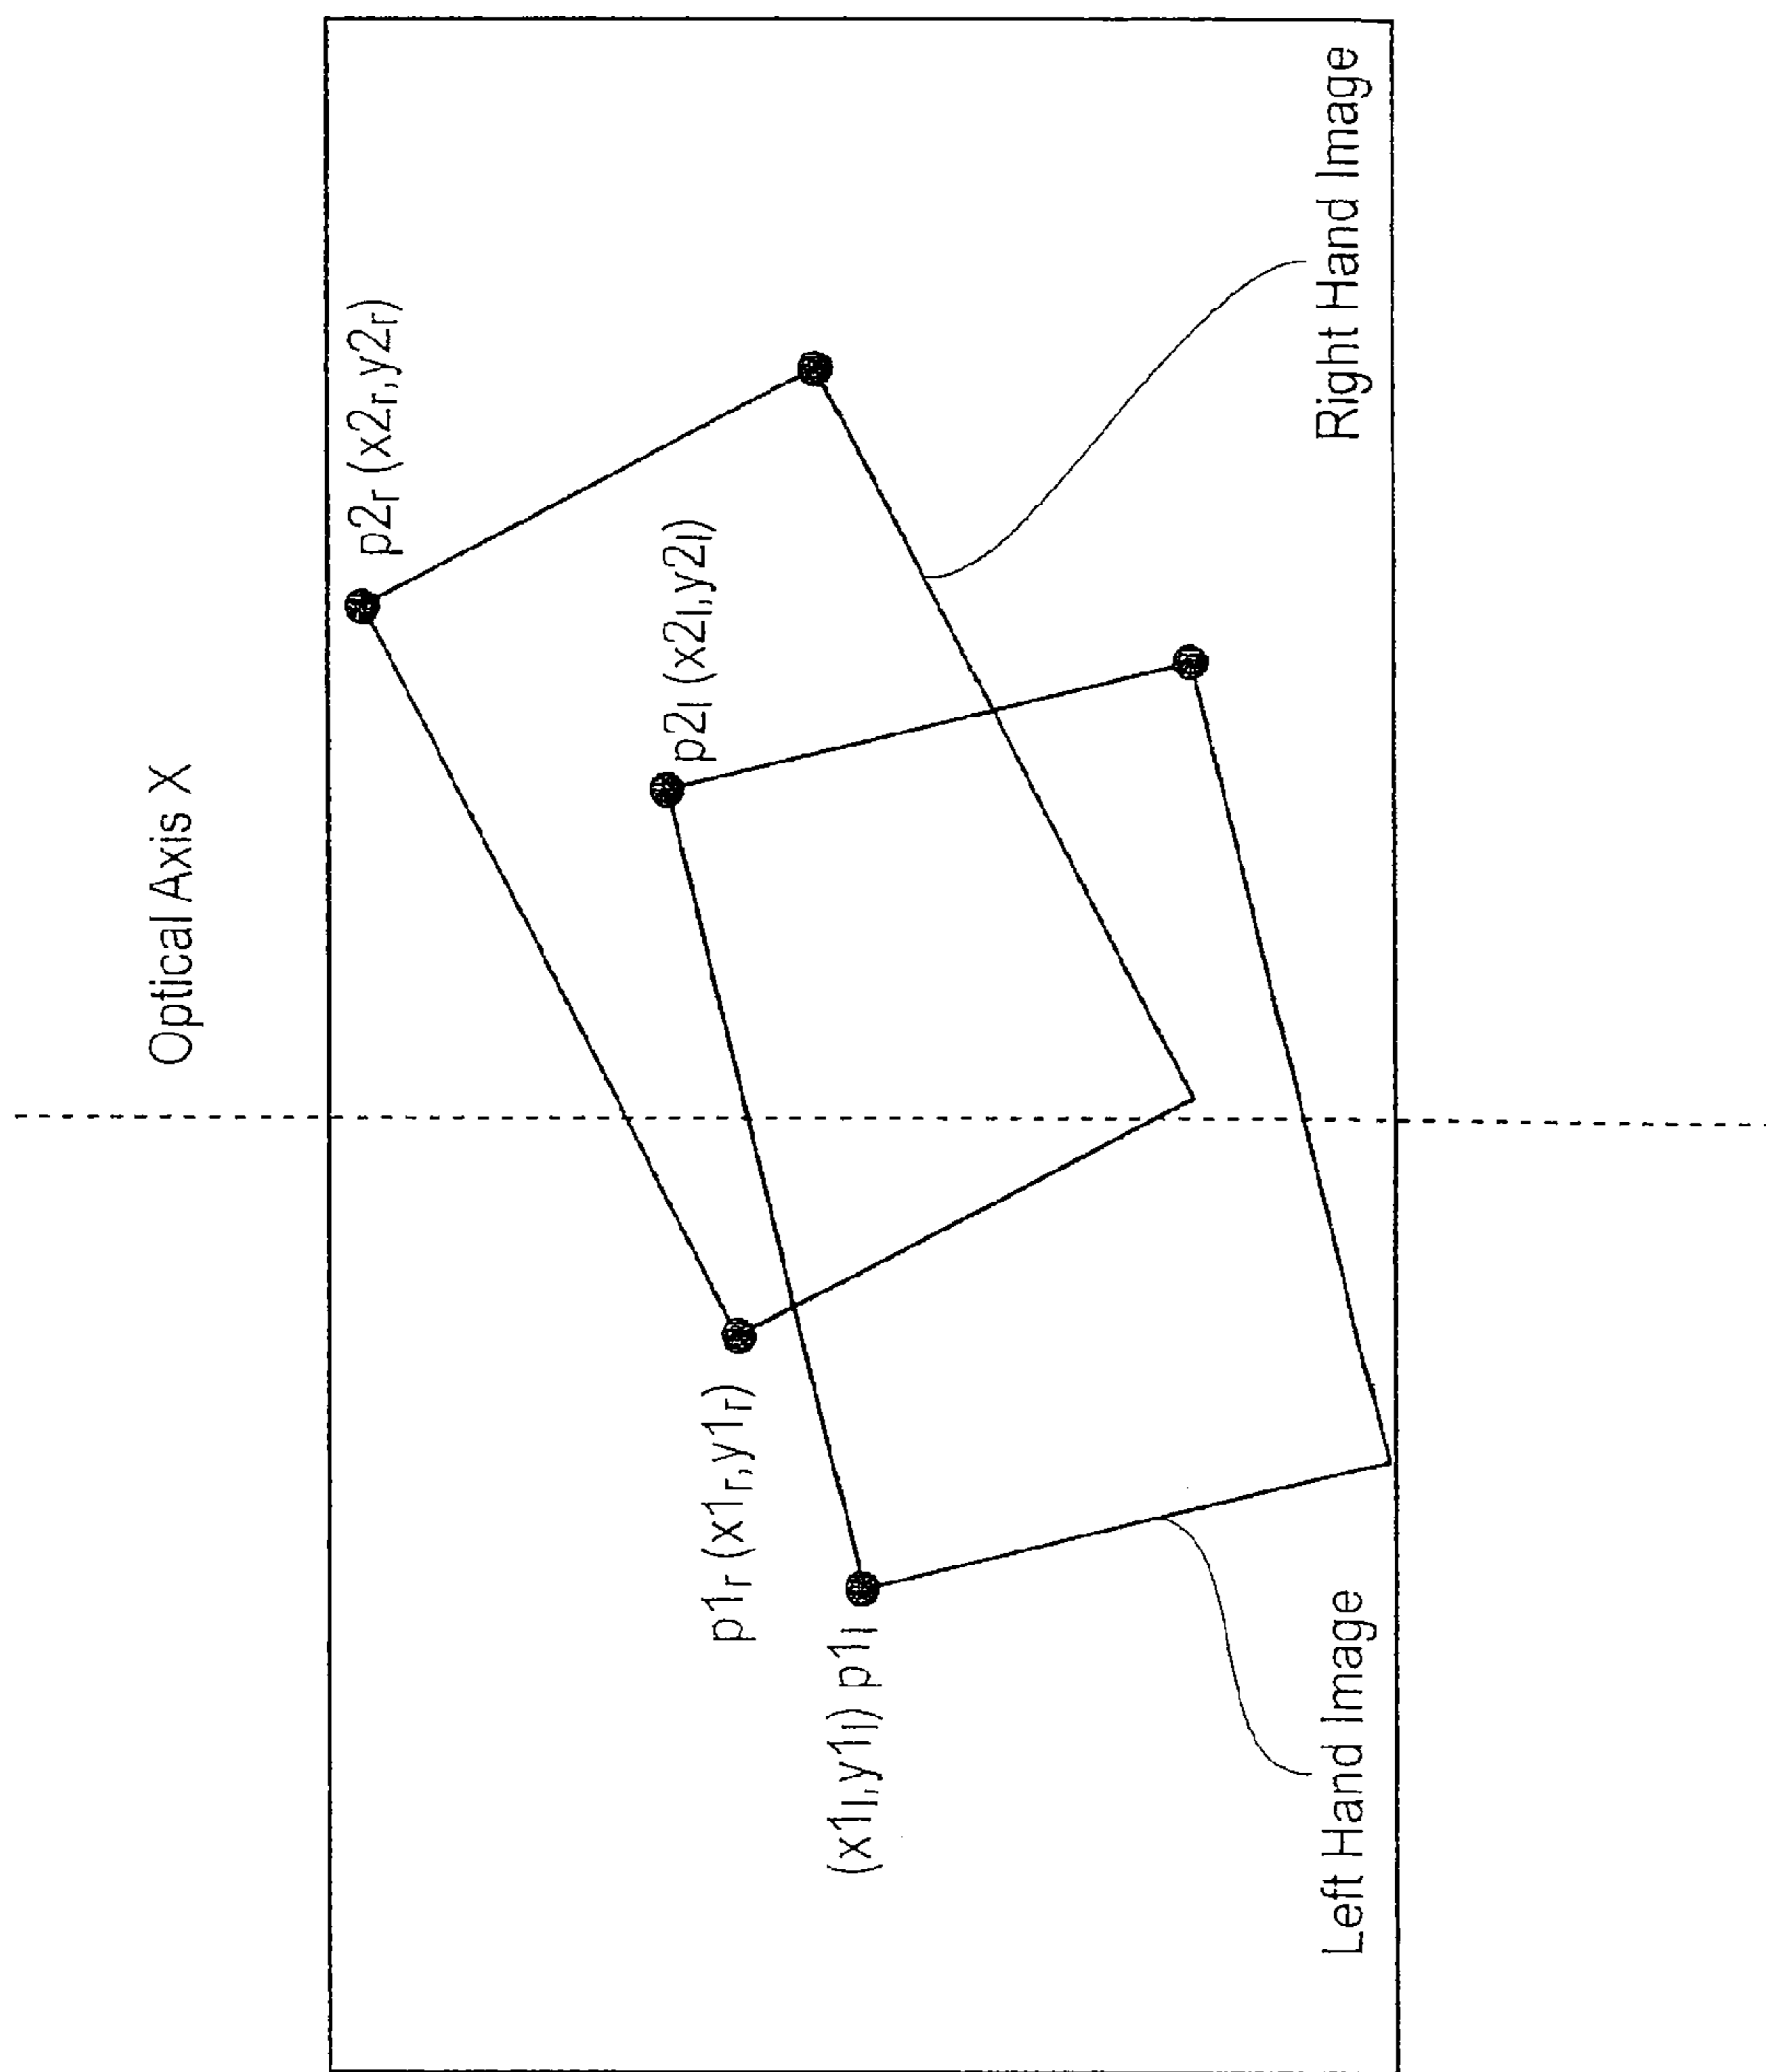 Optical Axis X
p2r (x2r,y2r)
p2l (x2l,y2l)
p1r (x1r,y1r)
(x1l,y1l) p1l
Left Hand Image
Right Hand Image